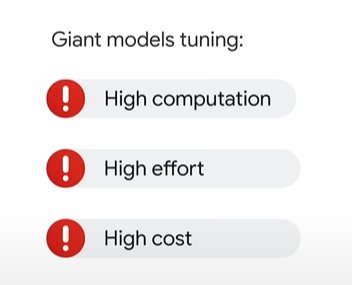 Giant models tuning:
High computation
High effort
High cost